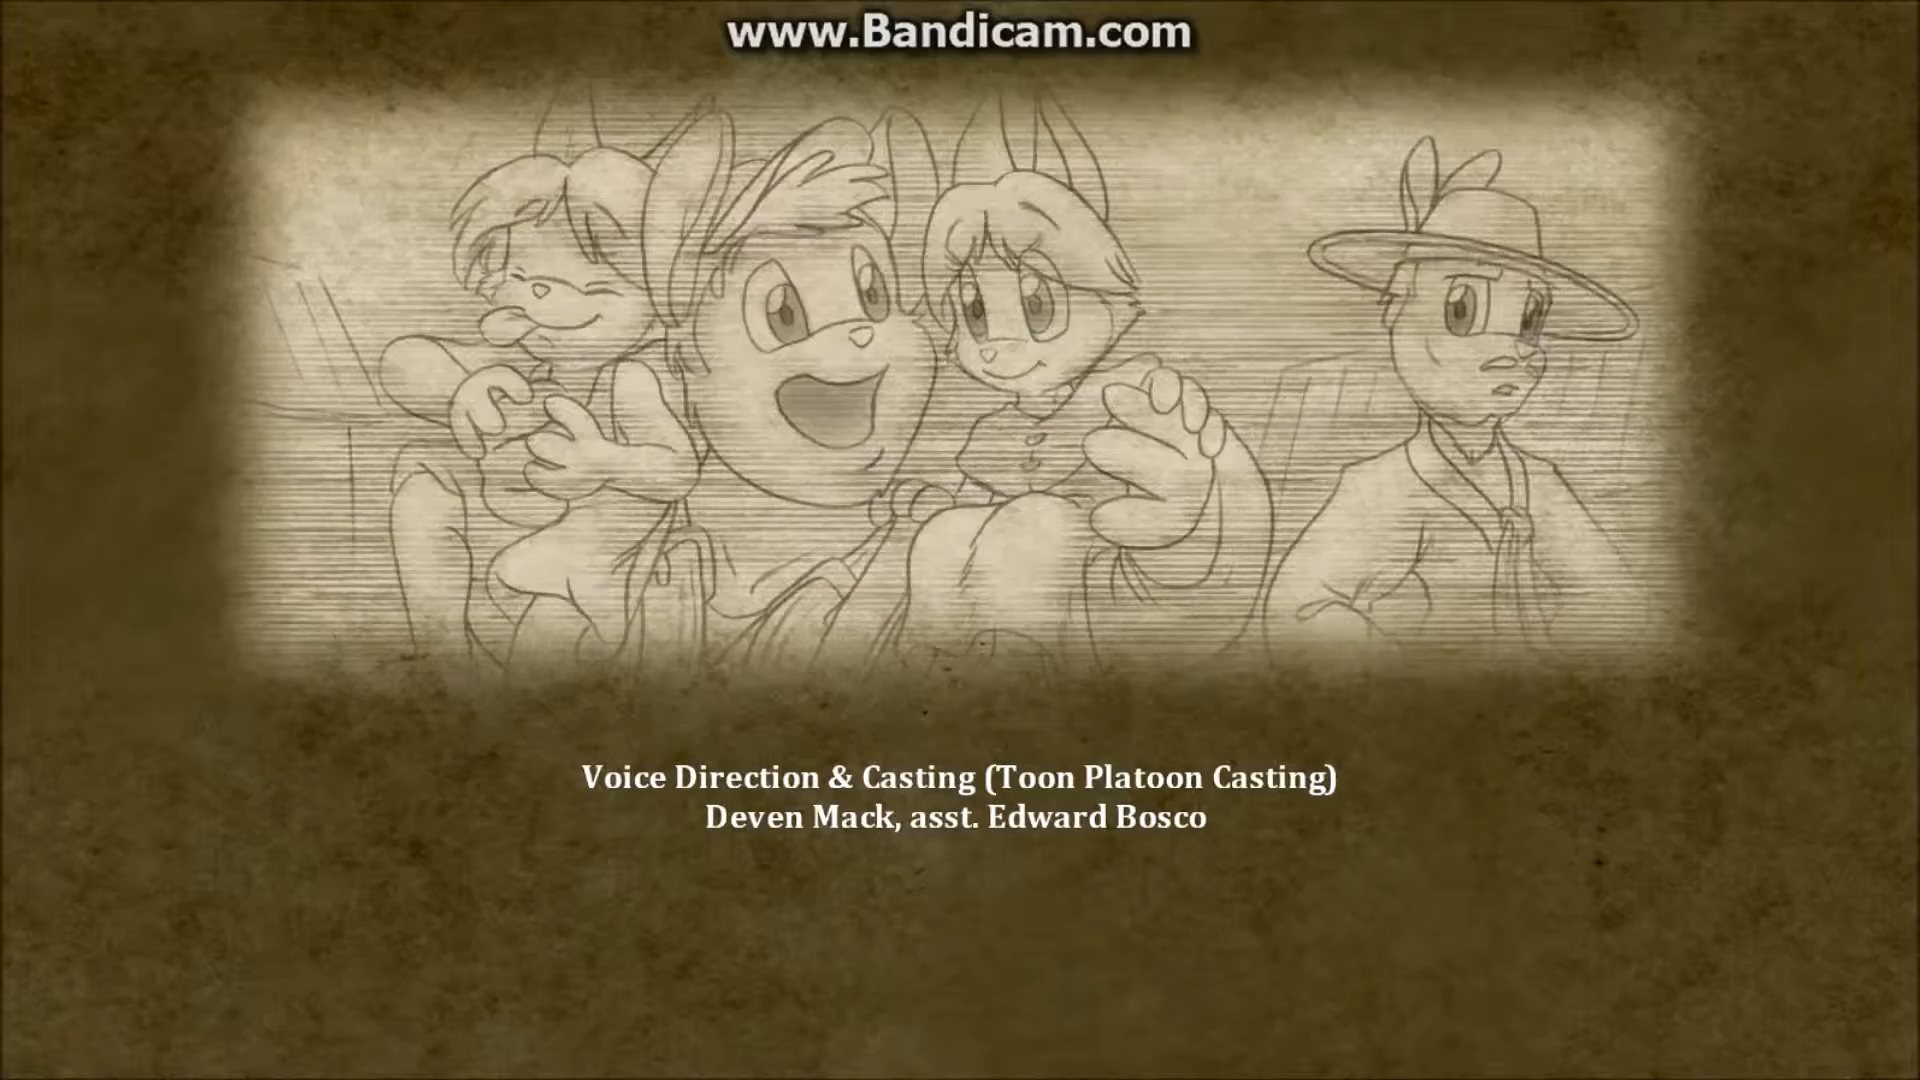 www.Bandicam.com
Voice Direction & Casting (Toon Platoon Casting)
Deven Mack, asst. Edward Bosco